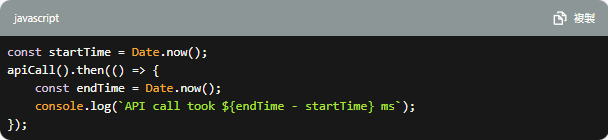 javascript
複製
const startTime = Date.now();
apiCall().then(() => {
    const endTime = Date.now();
    console.log(`API call took ${endTime - startTime} ms`);
});